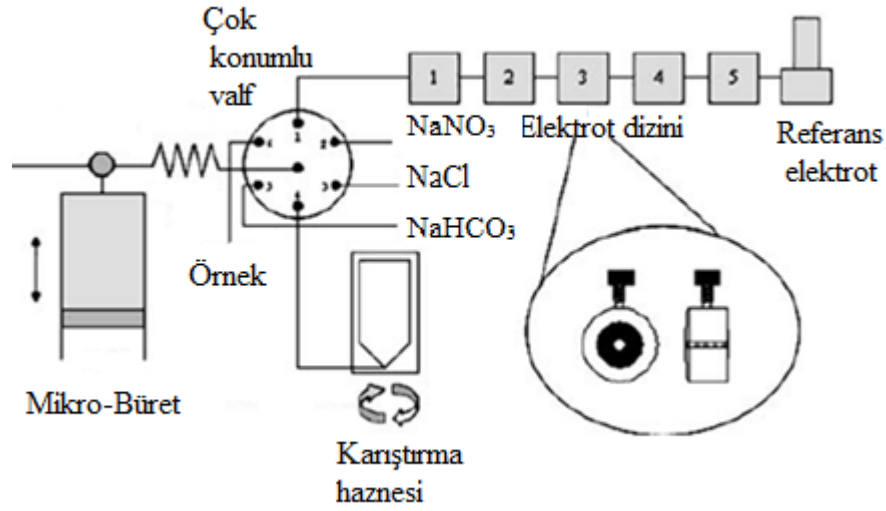 Çok
konumlu
valf
1 2 3 4 5
NaNO₃
Elektrot dizini
Referans
elektrot
NaCl
NaHCO₃
Örnek
Mikro-Büret
Karıştırma
haznesi